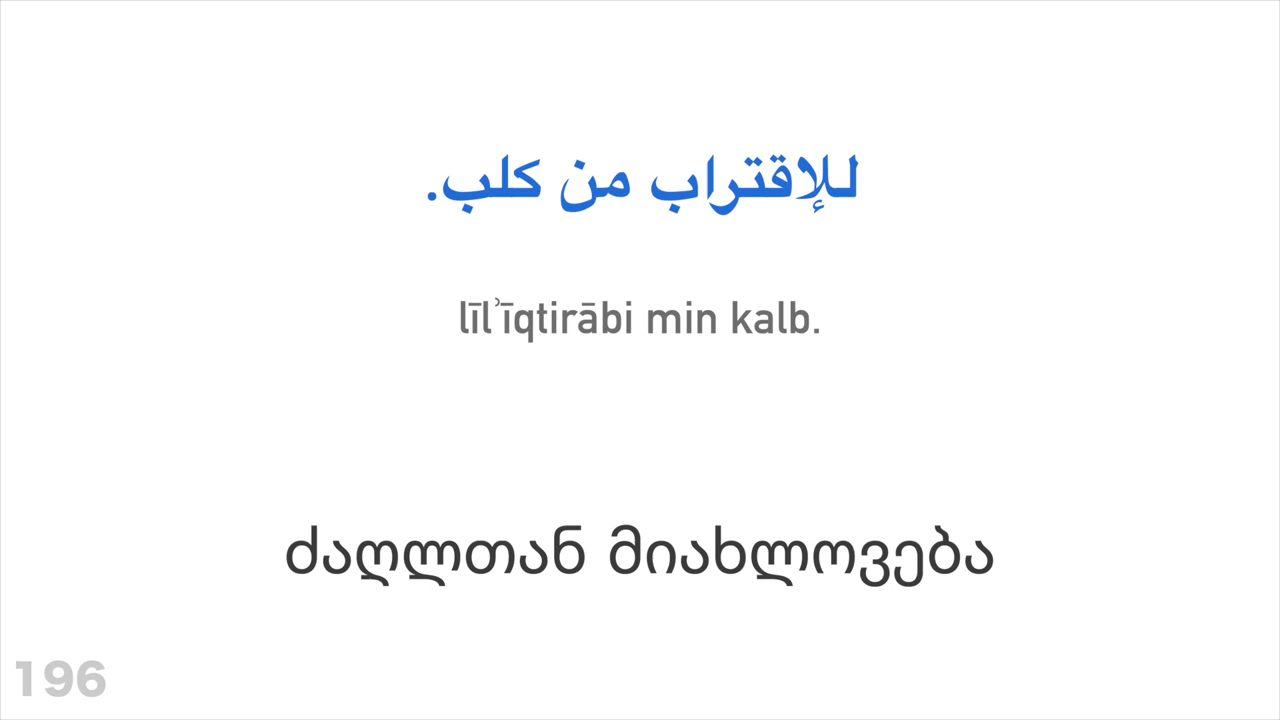 للإقتراب من كلب.
līlʾīqtirābi min kalb.
ძაღლთან მიახლოვება
196